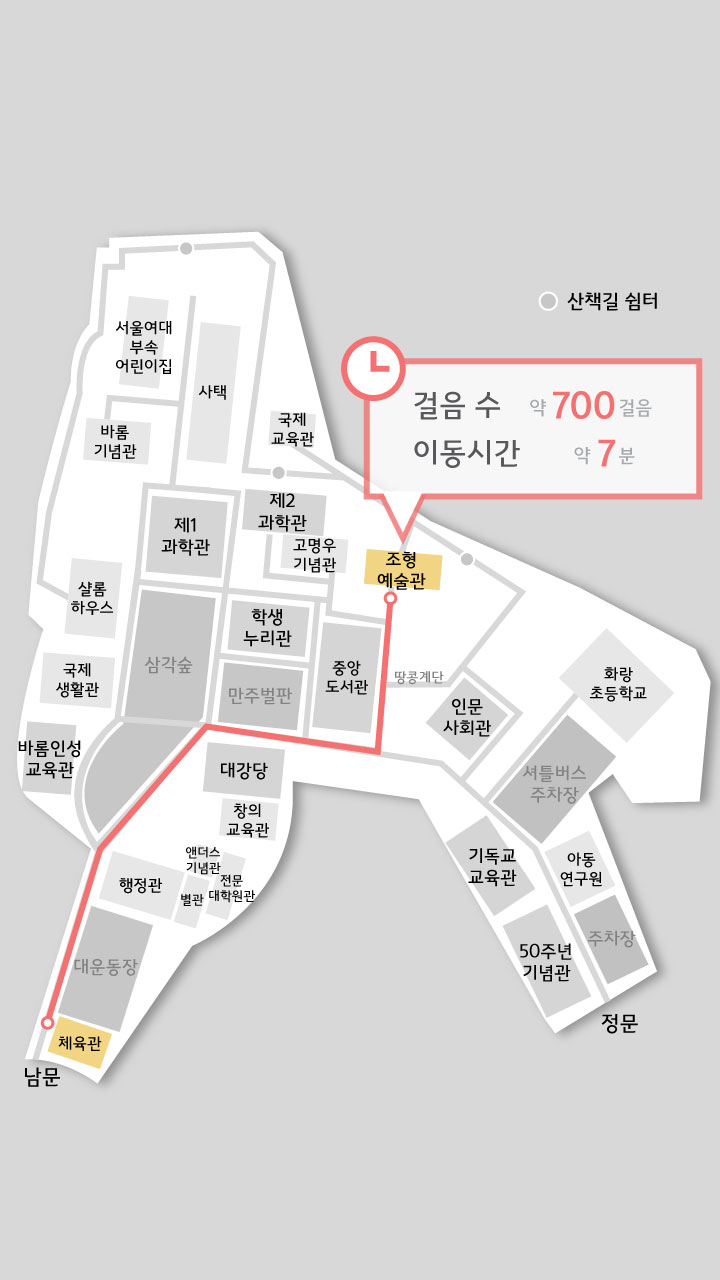 산책길 쉼터
걸음 수 약 700 걸음
이동시간 약 7 분
서울여대
부속
어린이집
사택
바롬
기념관
국제
교육관
제1
과학관
제2
과학관
고명우
기념관
조형
예술관
샬롬
하우스
삼각숲
학생
누리관
만주벌판
중앙
도서관
땅콩계단
국제
생활관
인문
사회관
화랑
초등학교
바롬인성
교육관
대강당
셔틀버스
주차장
창의
교육관
앤더스
기념관
행정관
별관
전문
대학원관
기독교
교육관
아동
연구원
50주년
기념관
주차장
대운동장
체육관
남문
정문